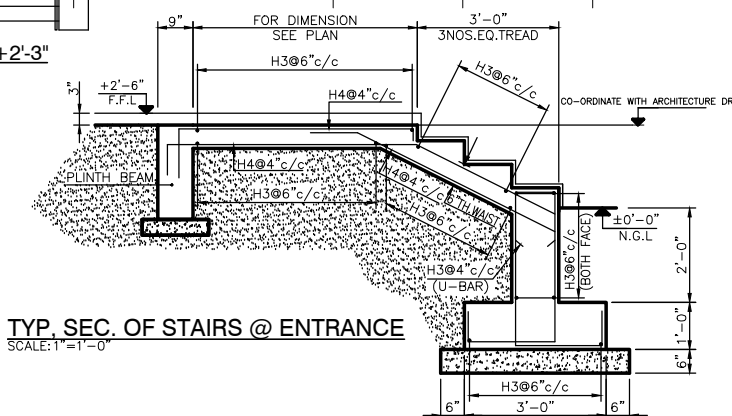 +2'-3"
9"
FOR DIMENSION
SEE PLAN
3'-0"
3NOS.EQ.TREAD
H3@6"c/c
H3@6"c/c
3"
+2'-6"
F.F.L
H4@4"c/c
CO-ORDINATE WITH ARCHITECTURE DR
PLINTH BEAM
H4@4"c/c
H3@6"c/c
H4@4"c/c
6"TH.WAIST
H3@6"c/c
H3@4"c/c
(U-BAR)
H3@6"c/c
(BOTH FACE)
±0'-0"
N.G.L
2'-0"
1'-0"
6"
TYP, SEC. OF STAIRS @ ENTRANCE
SCALE:1"=1'-0"
H3@6"c/c
6"
3'-0"
6"